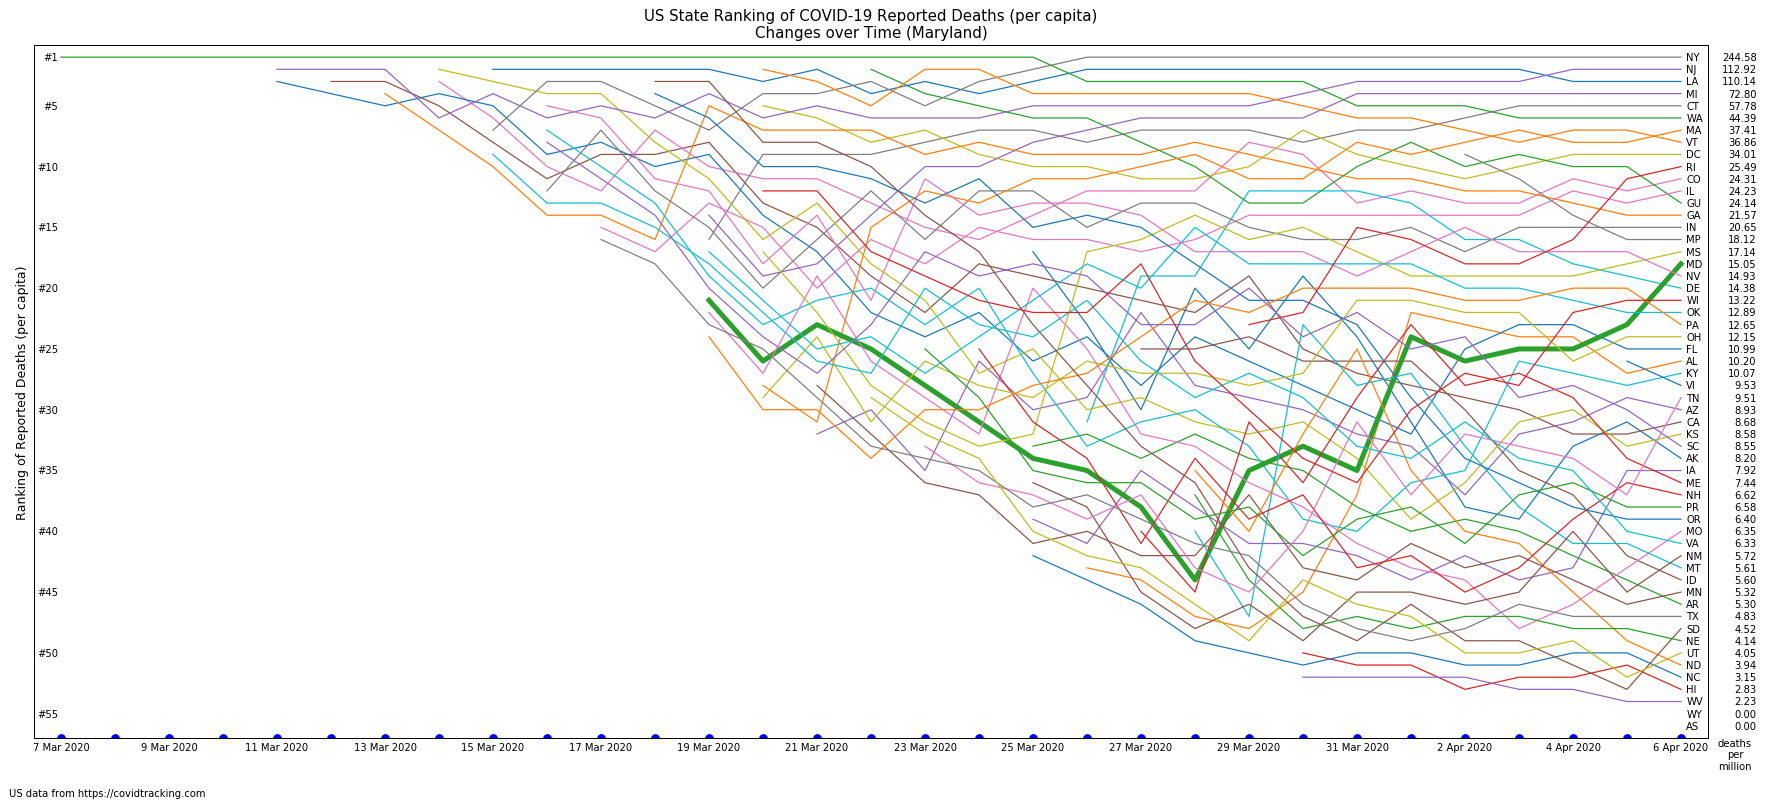 US State Ranking of COVID-19 Reported Deaths (per capita)
Changes over Time (Maryland)
Ranking of Reported Deaths (per capita)
#1
#5
#10
#15
#20
#25
#30
#35
#40
#45
#50
#55
NY 244.58
NJ 112.92
LA 110.14
MI 72.80
CT 57.78
WA 44.39
MA 37.41
VT 36.86
DC 34.01
RI 25.49
CO 24.31
IL 24.23
GU 24.14
GA 21.57
IN 20.65
MP 18.12
MS 17.14
MD 15.05
NV 14.93
DE 14.38
WI 13.22
OK 12.89
PA 12.65
OH 12.15
FL 10.99
AL 10.20
KY 10.07
VI 9.53
TN 9.51
AZ 8.93
CA 8.68
KS 8.58
SC 8.55
AK 8.20
IA 7.92
ME 7.44
NH 6.62
PR 6.58
OR 6.40
MO 6.35
VA 6.33
NM 5.72
MT 5.61
ID 5.60
MN 5.32
AR 5.30
TX 4.83
SD 4.52
NE 4.14
UT 4.05
ND 3.94
NC 3.15
HI 2.83
WV 2.23
WY 0.00
AS 0.00
7 Mar 2020 9 Mar 2020 11 Mar 2020 13 Mar 2020 15 Mar 2020 17 Mar 2020 19 Mar 2020 21 Mar 2020 23 Mar 2020 25 Mar 2020 27 Mar 2020 29 Mar 2020 31 Mar 2020 2 Apr 2020 4 Apr 2020 6 Apr 2020
deaths
per
million
US data from https://covidtracking.com